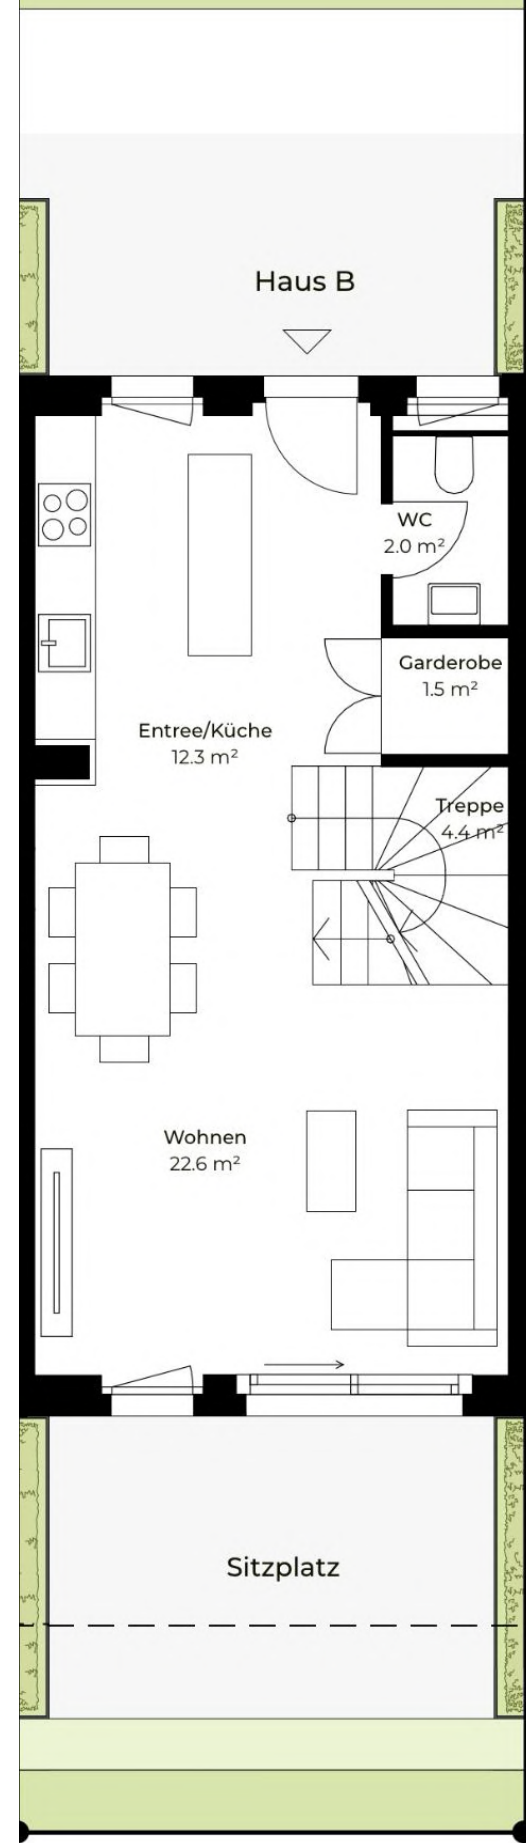 Haus B
WC
2.0 m²
Garderobe
1.5 m²
Entree/Küche
12.3 m²
Treppe
4.4 m²
Wohnen
22.6 m²
Sitzplatz